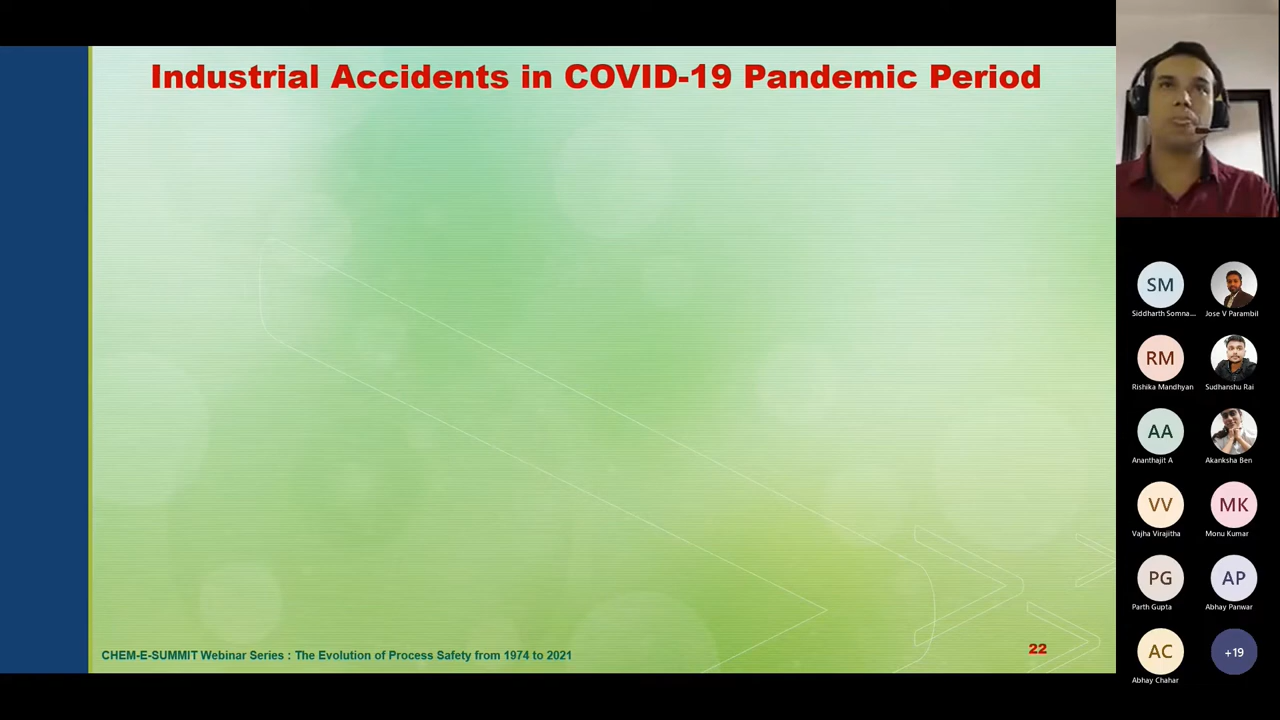 Industrial Accidents in COVID-19 Pandemic Period
CHEM-E-SUMMIT Webinar Series : The Evolution of Process Safety from 1974 to 2021
22
SM
Siddharth Somna...
Jose V Parambil
RM
Rishika Mandhyan
Sudhanshu Rai
AA
Ananthajit A
Akanksha Ben
VV
MK
Vajha Virajitha
Monu Kumar
PG
AP
Parth Gupta
Abhay Panwar
AC
+19
Abhay Chahar